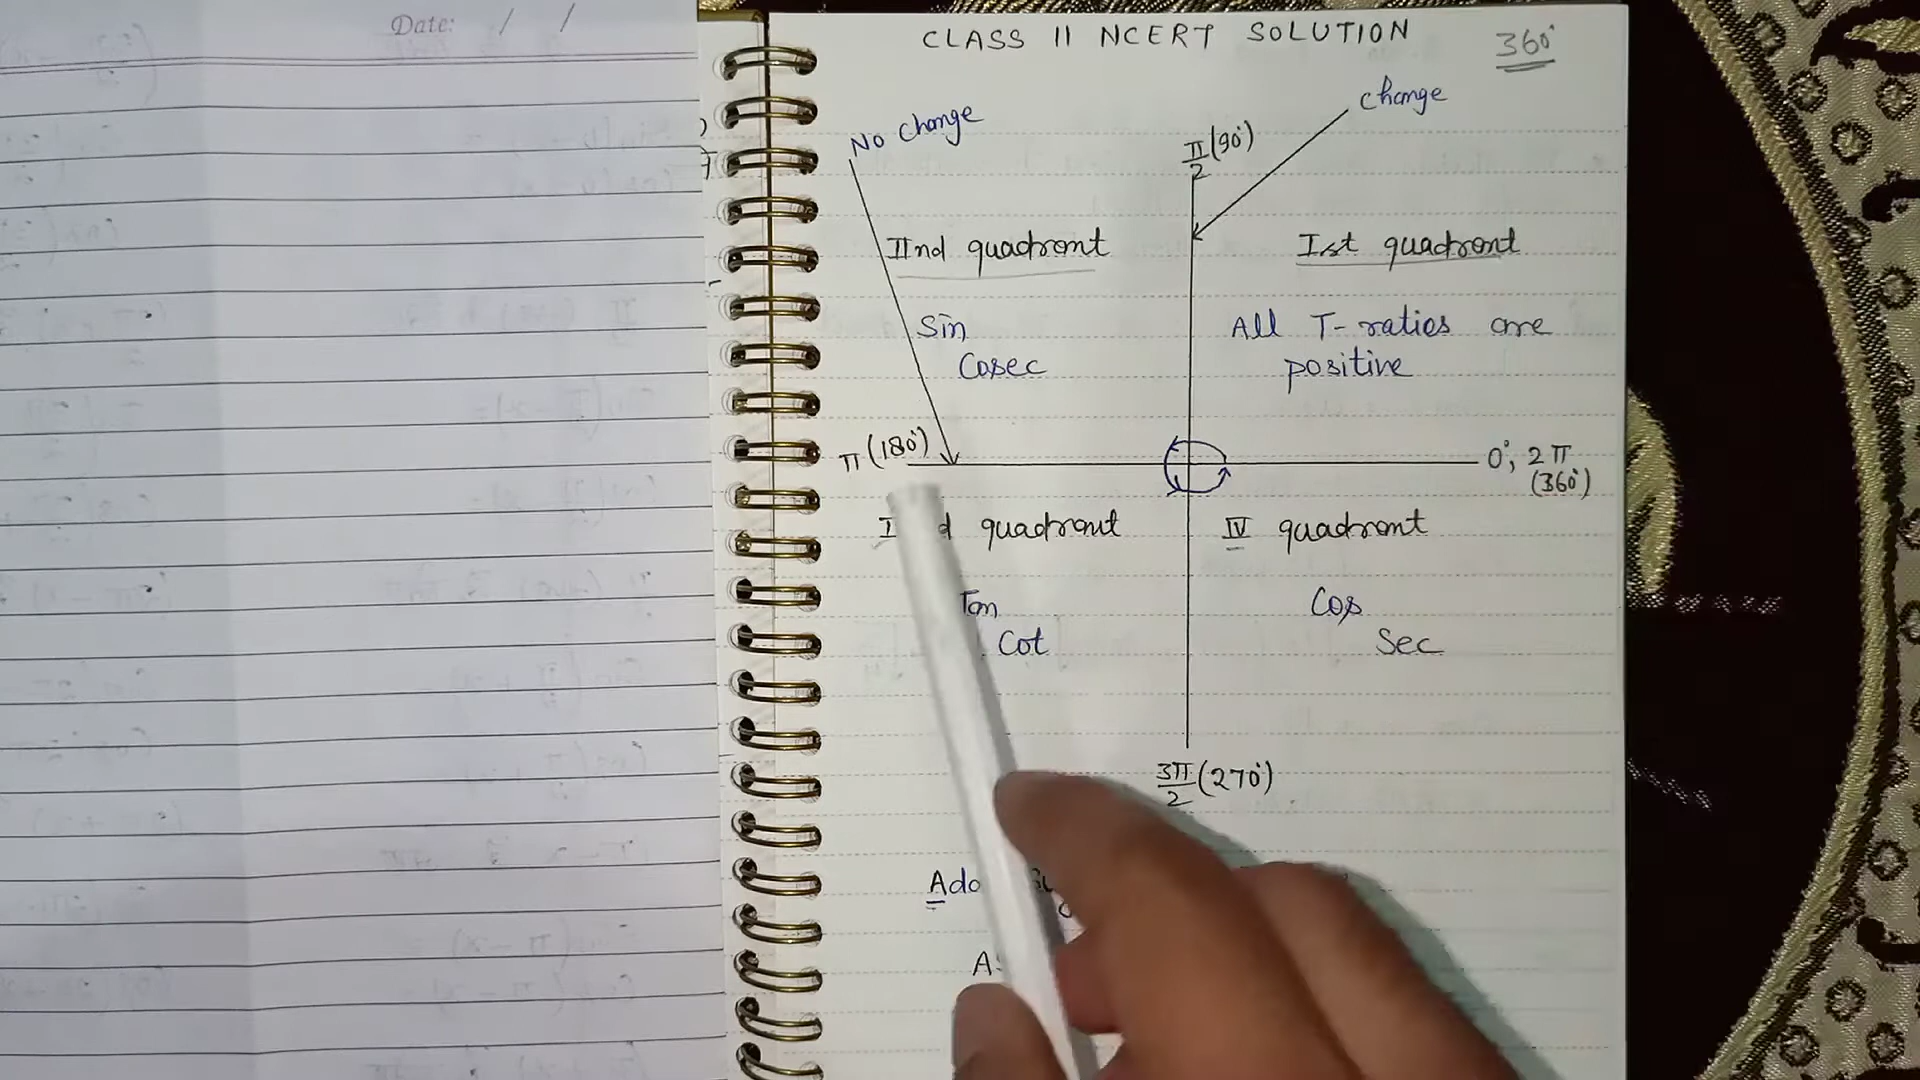 Date: / /
CLASS 11 NCERT SOLUTION
360°
change
No change
π/2 (90°)
IInd quadrant
Ist quadrant
Sin
Cosec
All T-ratios are
positive
π (180°)
0°, 2π
(360°)
quadrant
IV quadrant
Tan
Cot
Cos
Sec
3π/2 (270°)